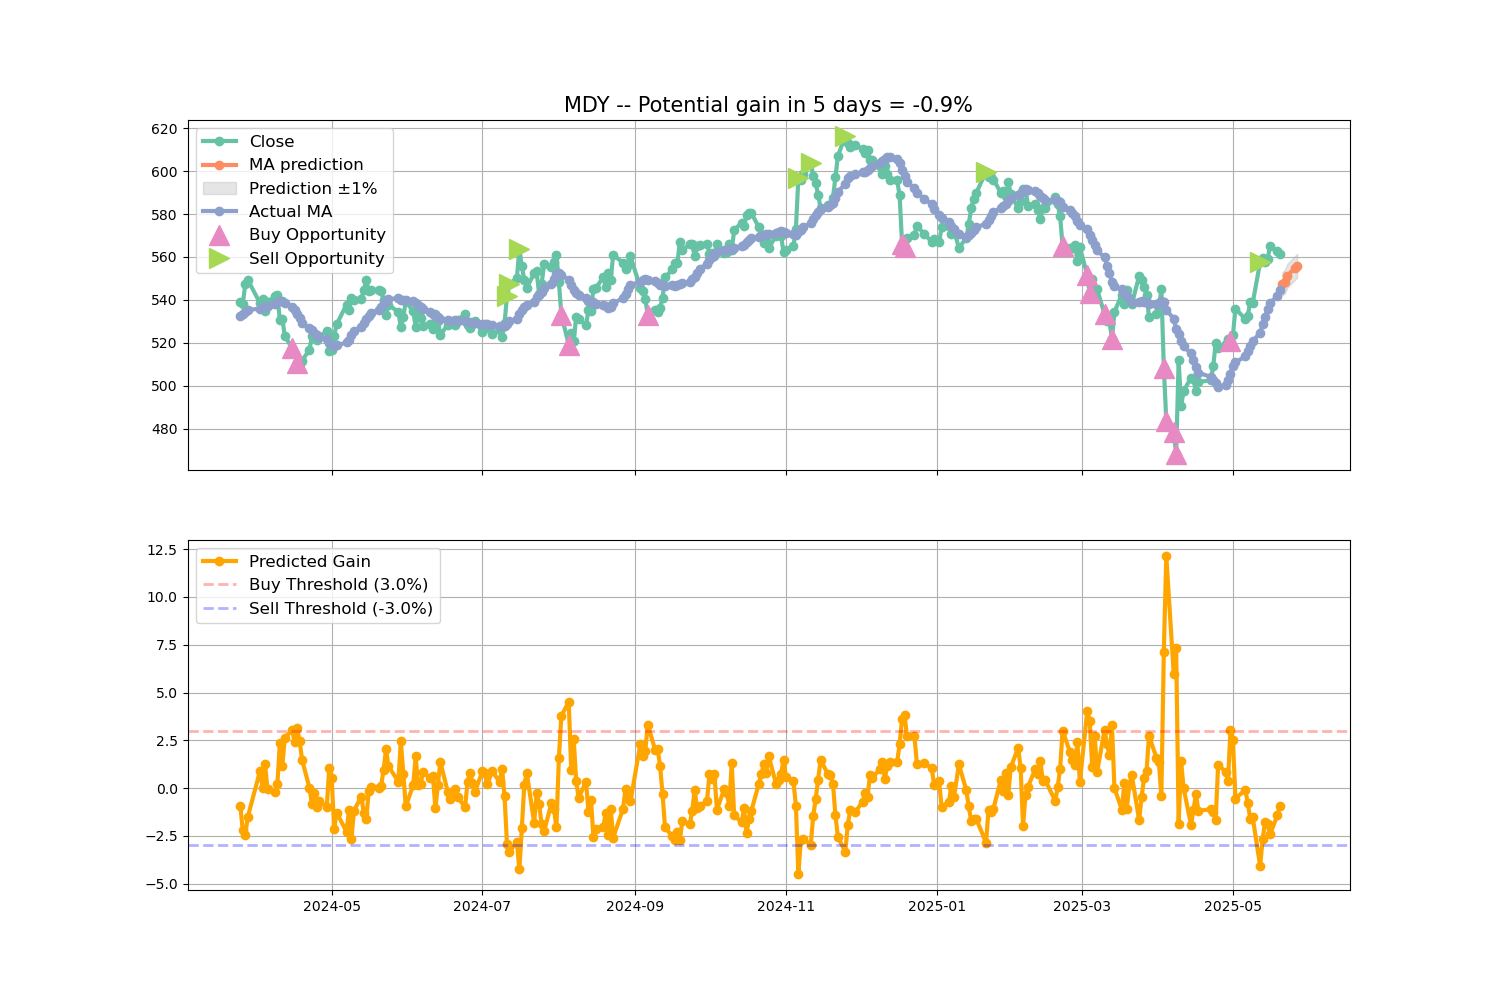 MDY -- Potential gain in 5 days = -0.9%
620
600
580
560
540
520
500
480
Close
MA prediction
Prediction ±1%
Actual MA
Buy Opportunity
Sell Opportunity
12.5
10.0
7.5
5.0
2.5
0.0
−2.5
−5.0
Predicted Gain
Buy Threshold (3.0%)
Sell Threshold (-3.0%)
2024-05
2024-07
2024-09
2024-11
2025-01
2025-03
2025-05